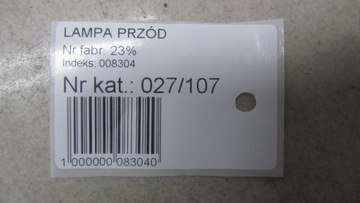 LAMPA PRZÓD
Nr fabr. 23%
Indeks: 008304
Nr kat.: 027/107
1 000000 083040